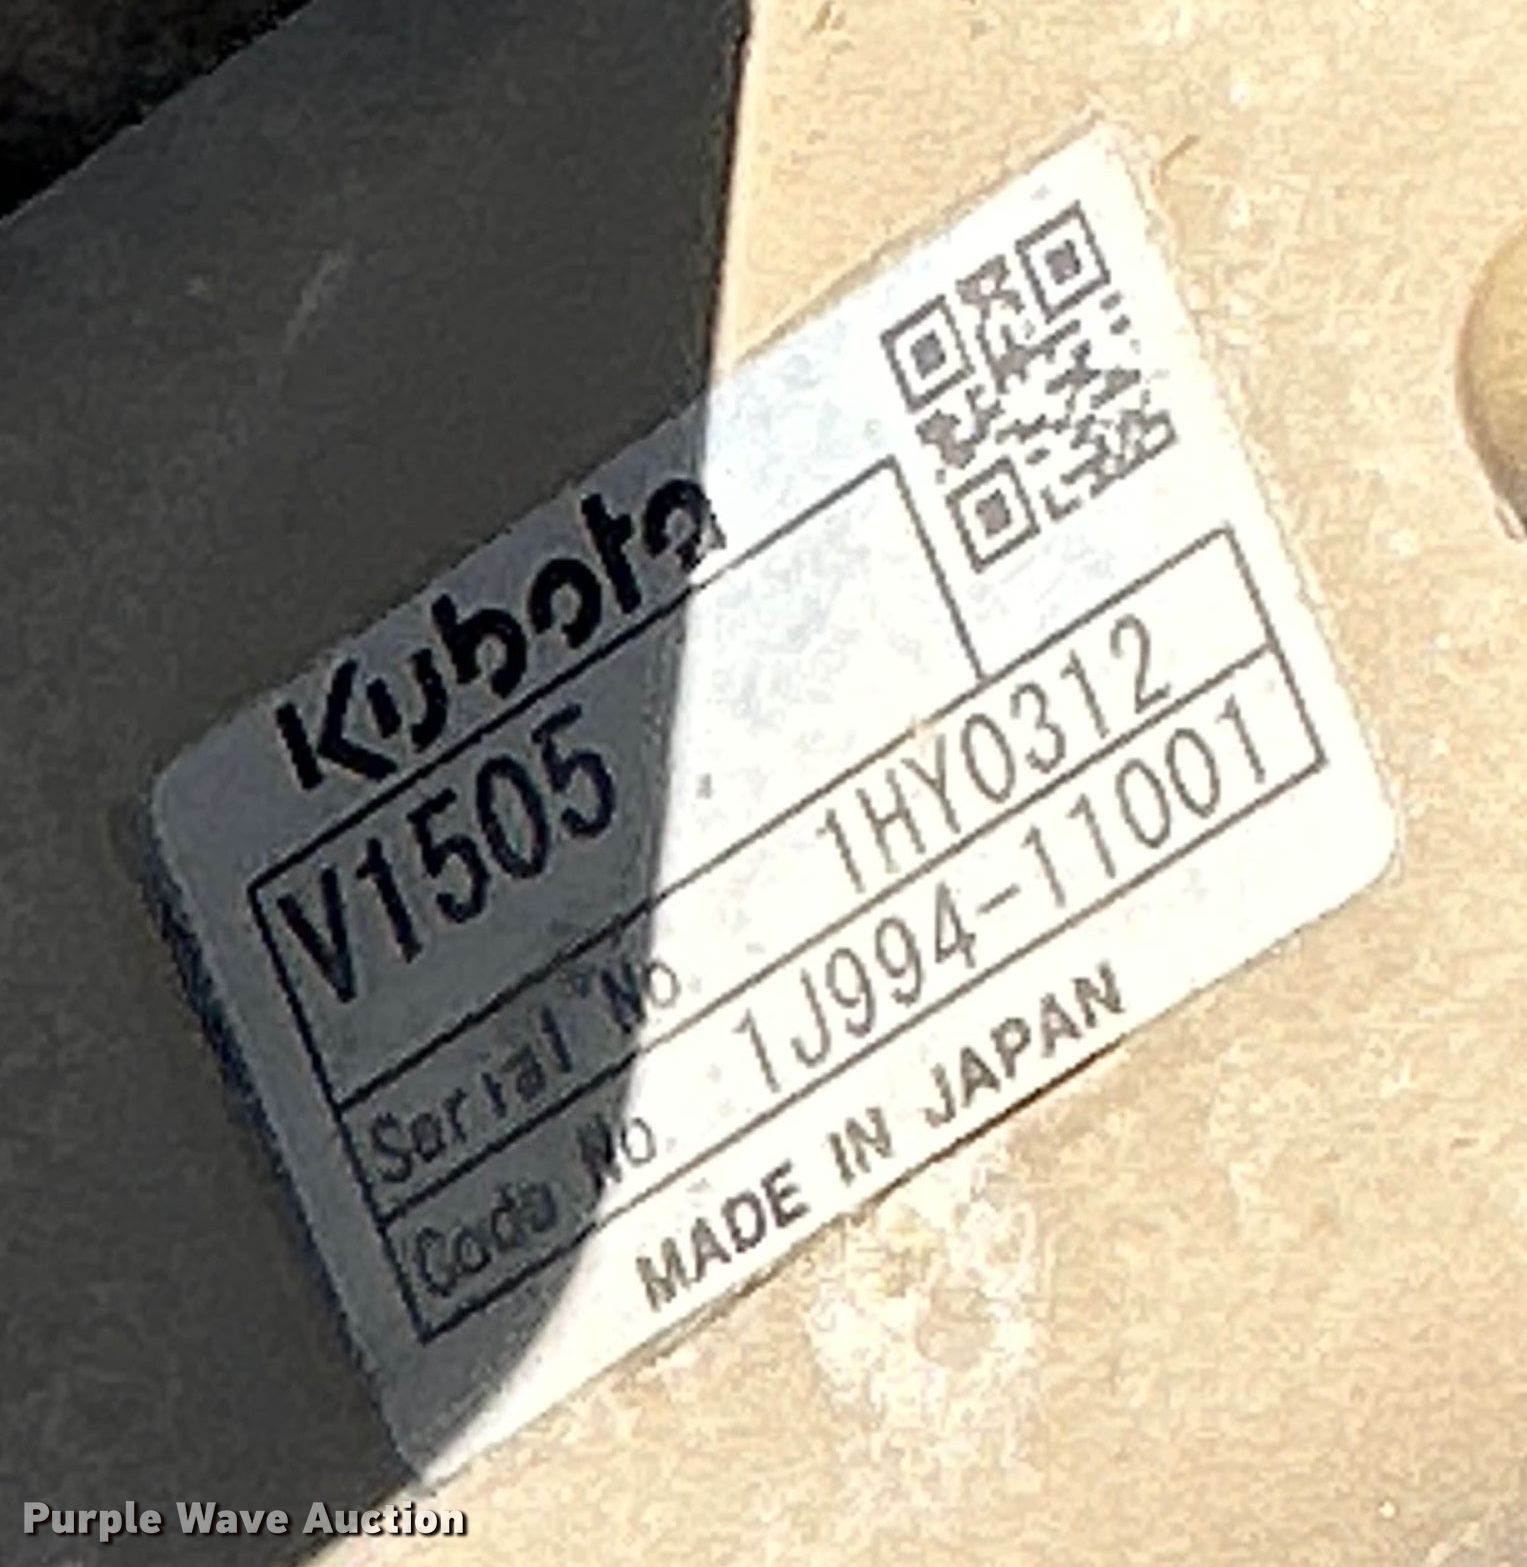 Kubota
V1505
Serial No. 1HY0312
Code No. 1J994-11001
MADE IN JAPAN
Purple Wave Auction